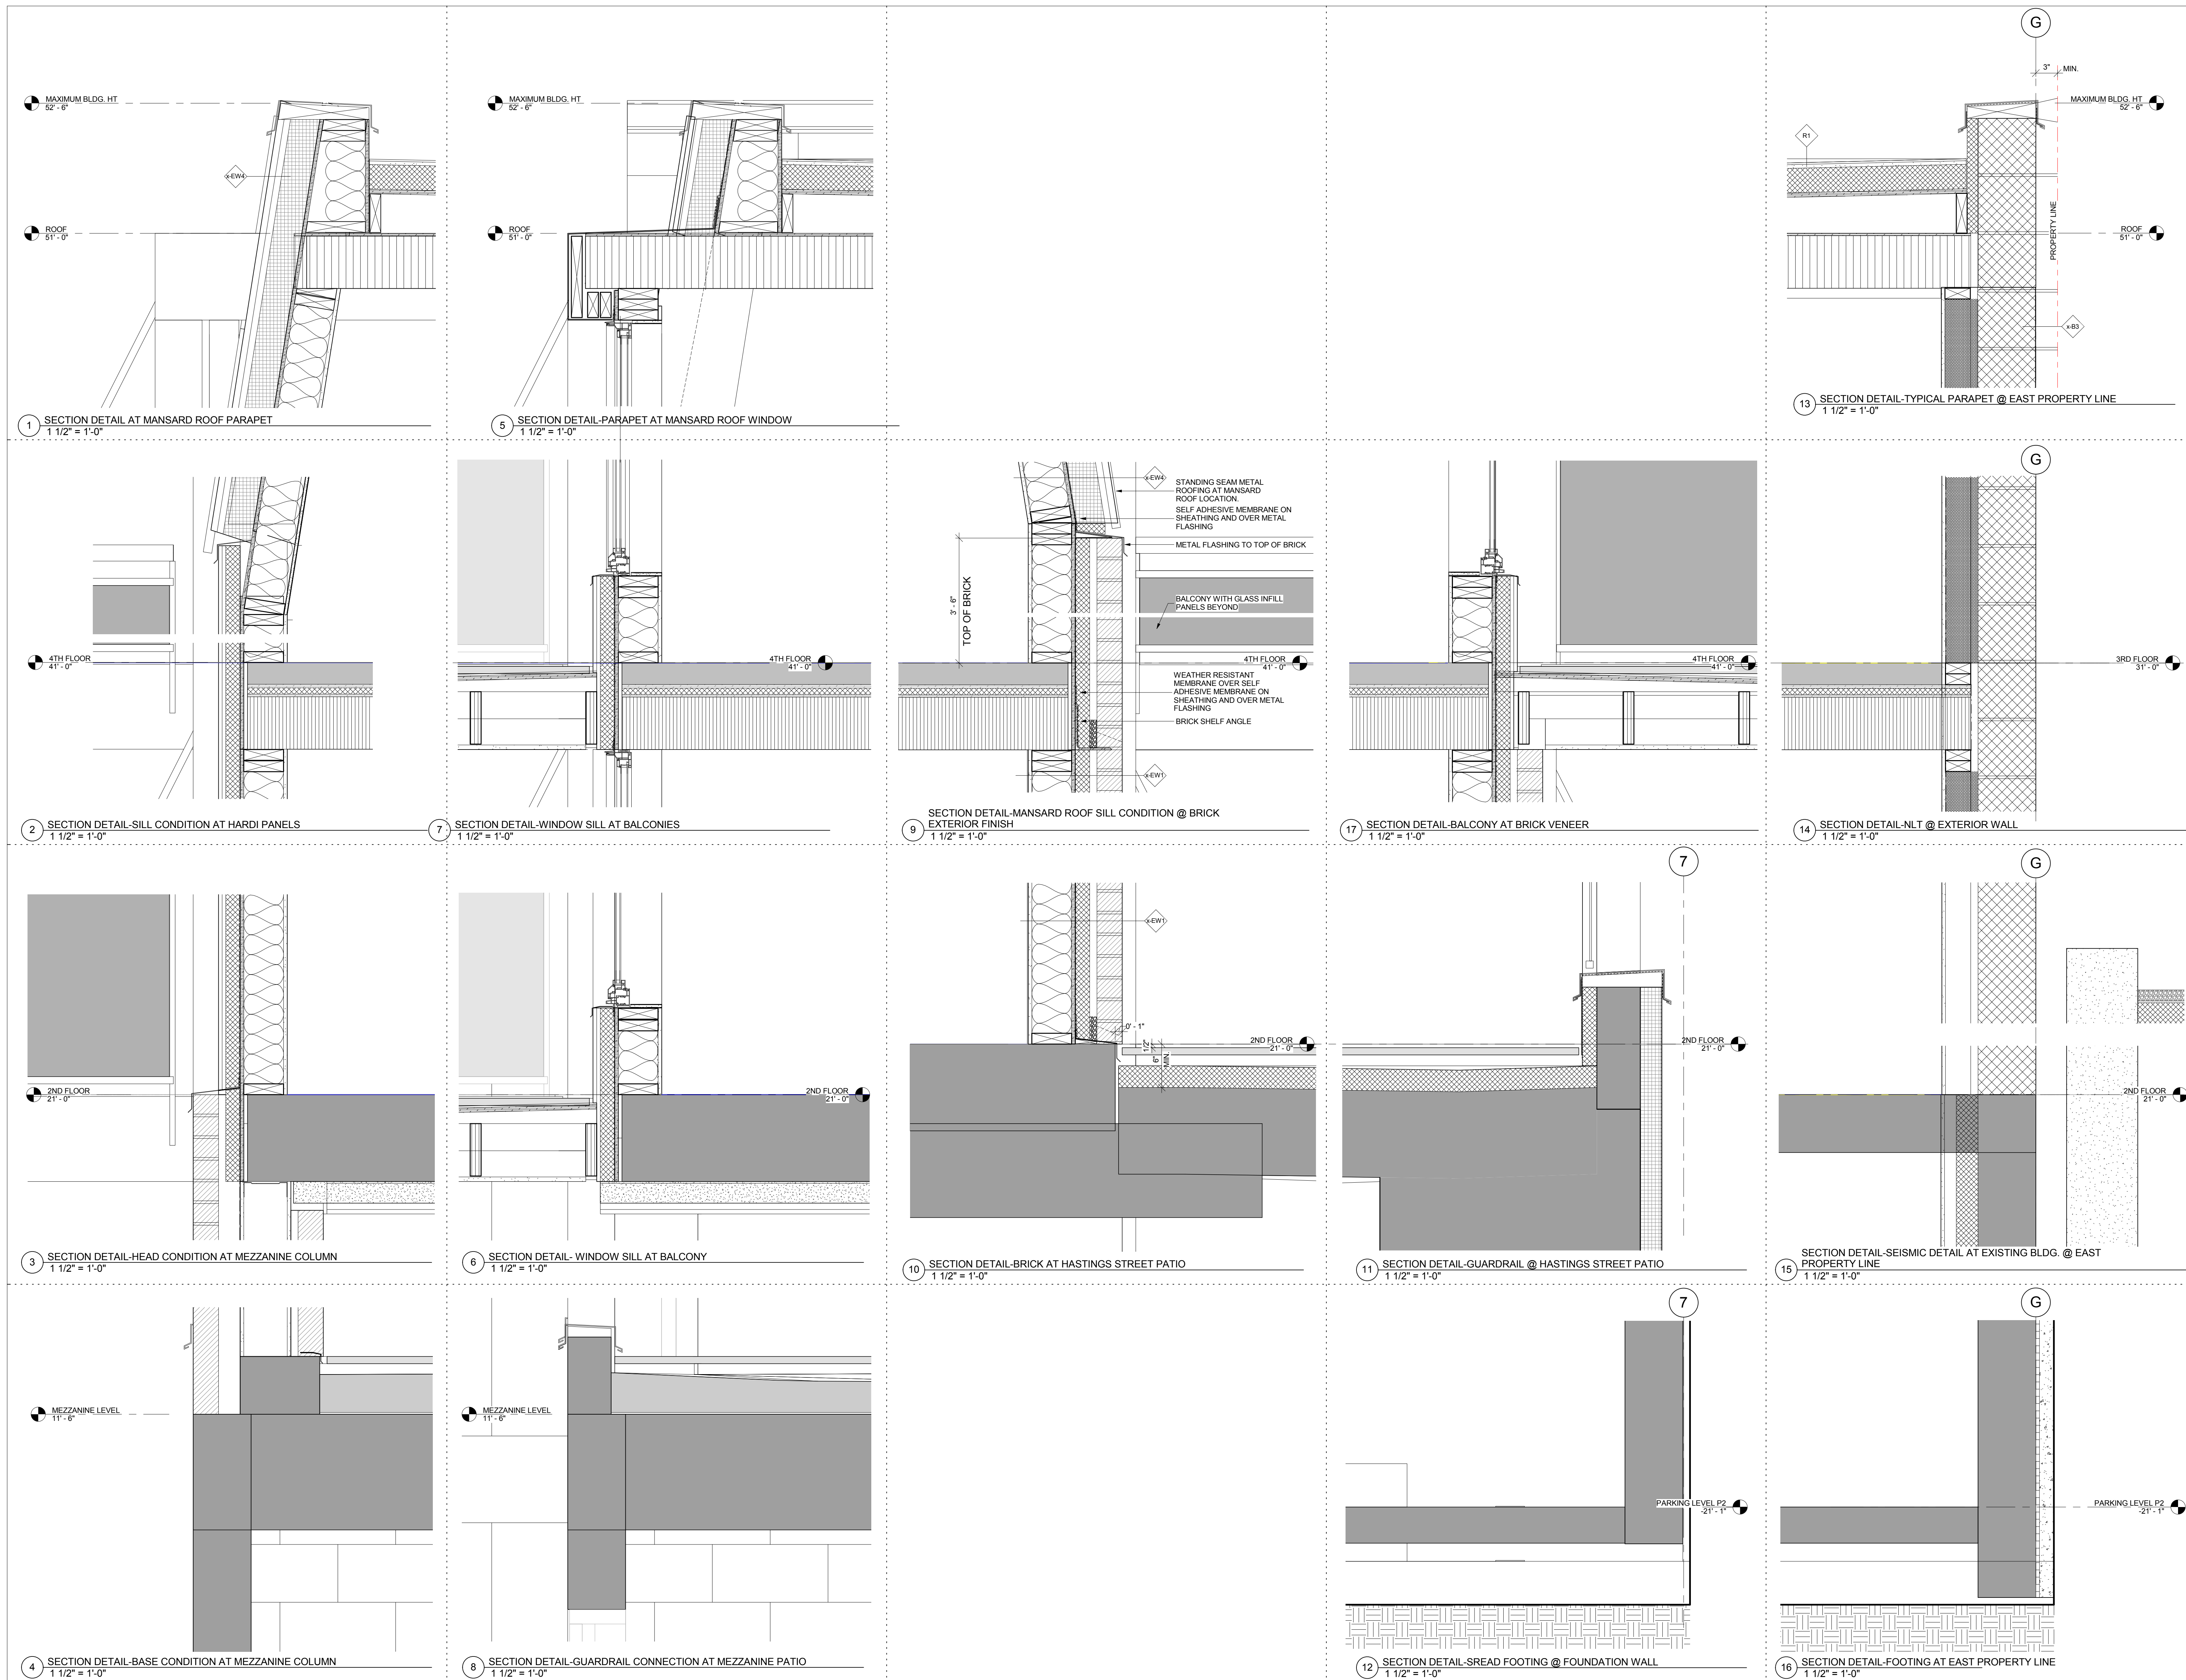 MAXIMUM BLDG. HT
52' - 6"
x-EW4
ROOF
51' - 0"
1
SECTION DETAIL AT MANSARD ROOF PARAPET
1 1/2" = 1'-0"
MAXIMUM BLDG. HT
52' - 6"
ROOF
51' - 0"
5
SECTION DETAIL-PARAPET AT MANSARD ROOF WINDOW
1 1/2" = 1'-0"
G
3"
MIN.
MAXIMUM BLDG. HT
52' - 6"
R1
PROPERTY LINE
ROOF
51' - 0"
x-B3
13
SECTION DETAIL-TYPICAL PARAPET @ EAST PROPERTY LINE
1 1/2" = 1'-0"
4TH FLOOR
41' - 0"
2
SECTION DETAIL-SILL CONDITION AT HARDI PANELS
1 1/2" = 1'-0"
4TH FLOOR
41' - 0"
7
SECTION DETAIL-WINDOW SILL AT BALCONIES
1 1/2" = 1'-0"
x-EW4
STANDING SEAM METAL
ROOFING AT MANSARD
ROOF LOCATION.
SELF ADHESIVE MEMBRANE ON
SHEATHING AND OVER METAL
FLASHING
METAL FLASHING TO TOP OF BRICK
3' - 6"
TOP OF BRICK
BALCONY WITH GLASS INFILL
PANELS BEYOND
4TH FLOOR
41' - 0"
WEATHER RESISTANT
MEMBRANE OVER SELF
ADHESIVE MEMBRANE ON
SHEATHING AND OVER METAL
FLASHING
BRICK SHELF ANGLE
x-EW1
9
SECTION DETAIL-MANSARD ROOF SILL CONDITION @ BRICK
EXTERIOR FINISH
1 1/2" = 1'-0"
4TH FLOOR
41' - 0"
17
SECTION DETAIL-BALCONY AT BRICK VENEER
1 1/2" = 1'-0"
G
3RD FLOOR
31' - 0"
14
SECTION DETAIL-NLT @ EXTERIOR WALL
1 1/2" = 1'-0"
2ND FLOOR
21' - 0"
3
SECTION DETAIL-HEAD CONDITION AT MEZZANINE COLUMN
1 1/2" = 1'-0"
2ND FLOOR
21' - 0"
6
SECTION DETAIL- WINDOW SILL AT BALCONY
1 1/2" = 1'-0"
x-EW1
0' - 1"
1/2"
6"
MIN.
2ND FLOOR
21' - 0"
10
SECTION DETAIL-BRICK AT HASTINGS STREET PATIO
1 1/2" = 1'-0"
7
2ND FLOOR
21' - 0"
11
SECTION DETAIL-GUARDRAIL @ HASTINGS STREET PATIO
1 1/2" = 1'-0"
G
2ND FLOOR
21' - 0"
15
SECTION DETAIL-SEISMIC DETAIL AT EXISTING BLDG. @ EAST
PROPERTY LINE
1 1/2" = 1'-0"
MEZZANINE LEVEL
11' - 6"
4
SECTION DETAIL-BASE CONDITION AT MEZZANINE COLUMN
1 1/2" = 1'-0"
MEZZANINE LEVEL
11' - 6"
8
SECTION DETAIL-GUARDRAIL CONNECTION AT MEZZANINE PATIO
1 1/2" = 1'-0"
7
PARKING LEVEL P2
-21' - 1"
12
SECTION DETAIL-SREAD FOOTING @ FOUNDATION WALL
1 1/2" = 1'-0"
G
PARKING LEVEL P2
-21' - 1"
16
SECTION DETAIL-FOOTING AT EAST PROPERTY LINE
1 1/2" = 1'-0"